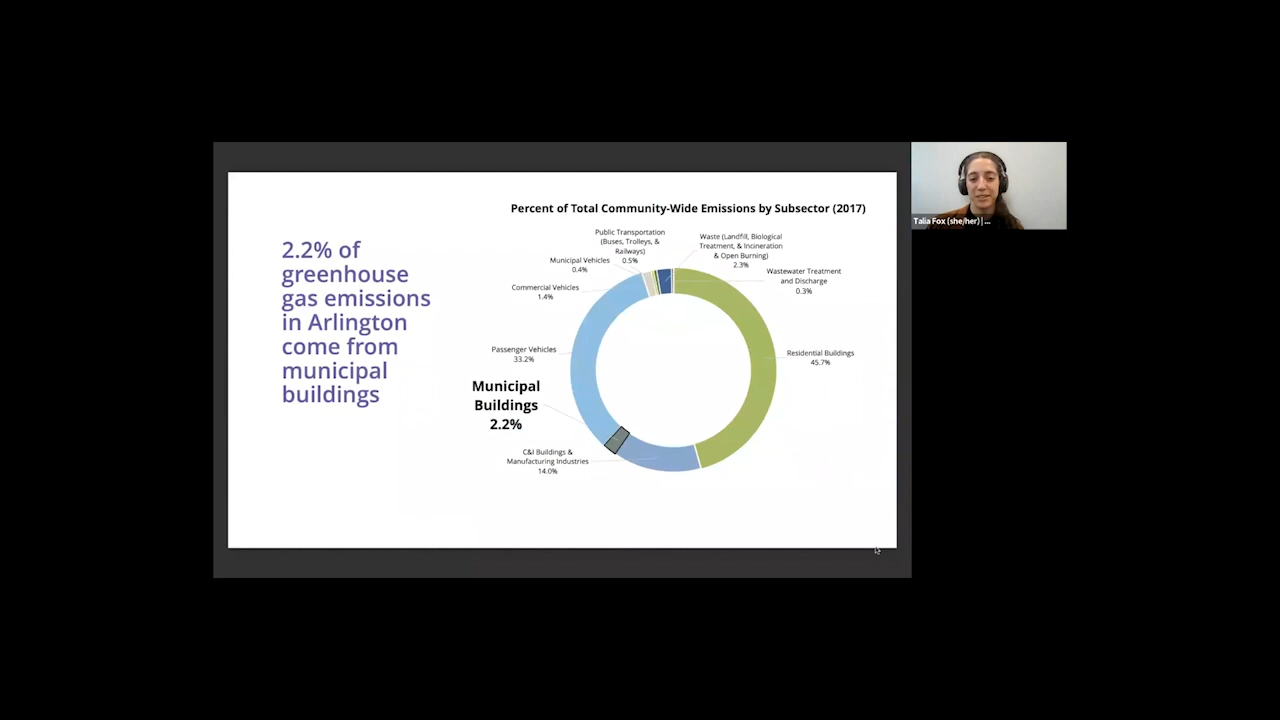 Percent of Total Community-Wide Emissions by Subsector (2017)
2.2% of
greenhouse
gas emissions
in Arlington
come from
municipal
buildings
Public Transportation
(Buses, Trolleys, &
Railways)
0.5%
Waste (Landfill, Biological
Treatment, & Incineration
& Open Burning)
2.3%
Municipal Vehicles
0.4%
Wastewater Treatment
and Discharge
0.3%
Commercial Vehicles
1.4%
Passenger Vehicles
33.2%
Residential Buildings
45.7%
Municipal
Buildings
2.2%
C&I Buildings &
Manufacturing Industries
14.0%
Talia Fox (she/her) | ...